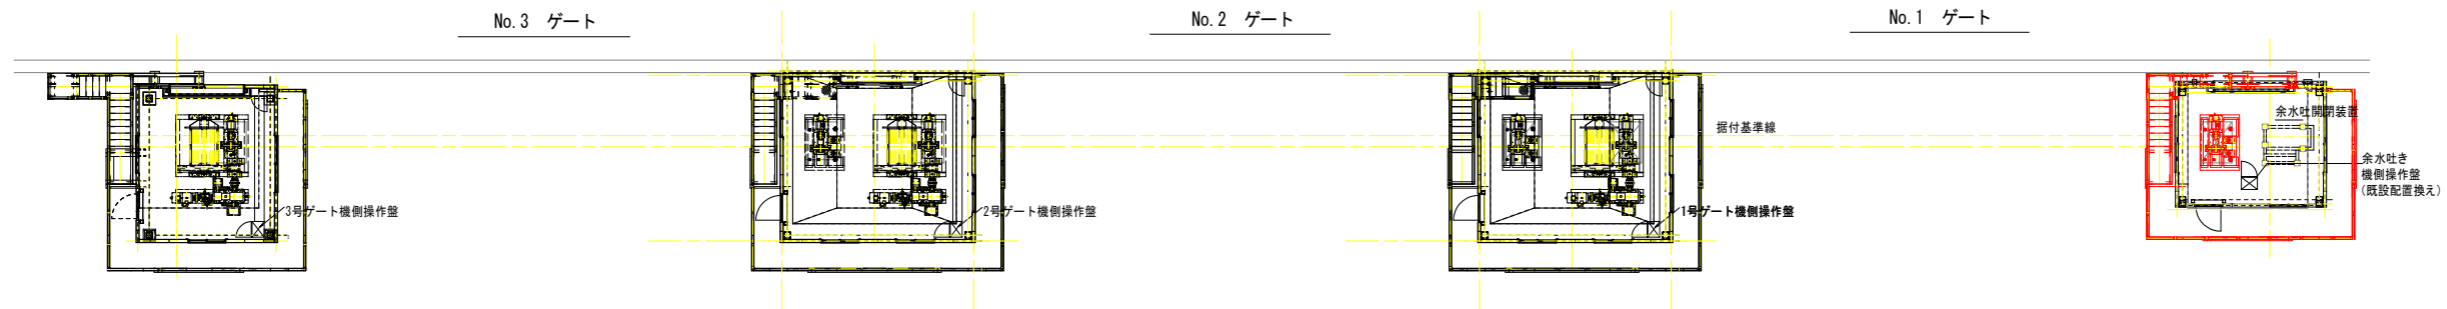 No.3 ゲート
No.2 ゲート
No.1 ゲート
据付基準線
余水吐開閉装置
余水吐き
機側操作盤
(既設配置換え)
3号ゲート機側操作盤
2号ゲート機側操作盤
1号ゲート機側操作盤